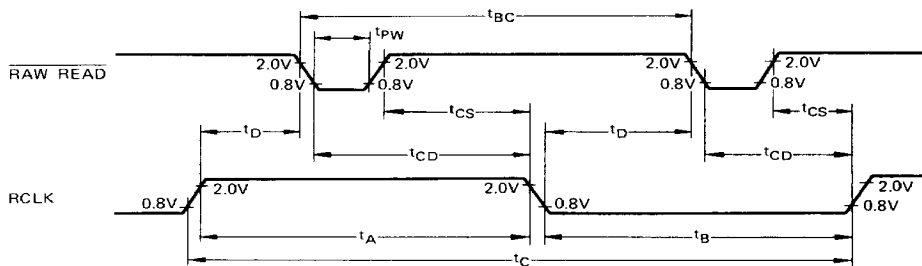 tBC
tPW
RAW READ
2.0V
0.8V
0.8V
2.0V
2.0V
0.8V
0.8V
2.0V
tCS
tCS
tD
tD
tCD
tCD
RCLK
0.8V
2.0V
2.0V
0.8V
2.0V
0.8V
tA
tB
tC